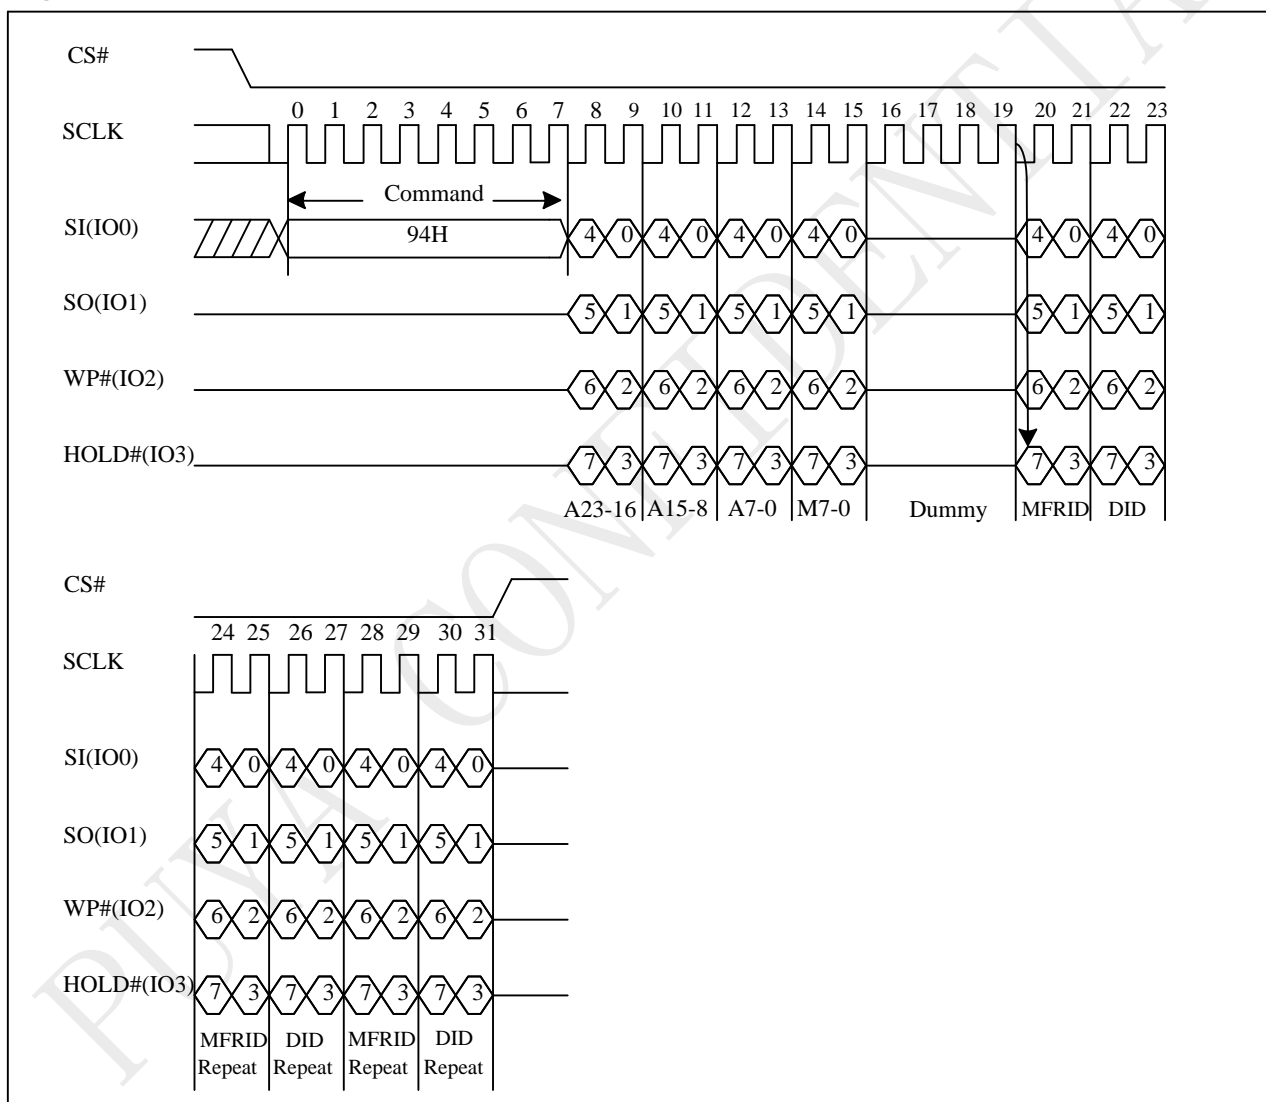 CS#
0 1 2 3 4 5 6 7 8 9 10 11 12 13 14 15 16 17 18 19 20 21 22 23
SCLK
Command
SI(IO0) 94H 4 0 4 0 4 0 4 0 4 0 4 0
SO(IO1) 5 1 5 1 5 1 5 1 5 1 5 1
WP#(IO2) 6 2 6 2 6 2 6 2 6 2 6 2
HOLD#(IO3) 7 3 7 3 7 3 7 3 7 3 7 3
A23-16 A15-8 A7-0 M7-0 Dummy MFRID DID
CS#
24 25 26 27 28 29 30 31
SCLK
SI(IO0) 4 0 4 0 4 0 4 0
SO(IO1) 5 1 5 1 5 1 5 1
WP#(IO2) 6 2 6 2 6 2 6 2
HOLD#(IO3) 7 3 7 3 7 3 7 3
MFRID DID MFRID DID
Repeat Repeat Repeat Repeat
PUYA CONFIDENTIA